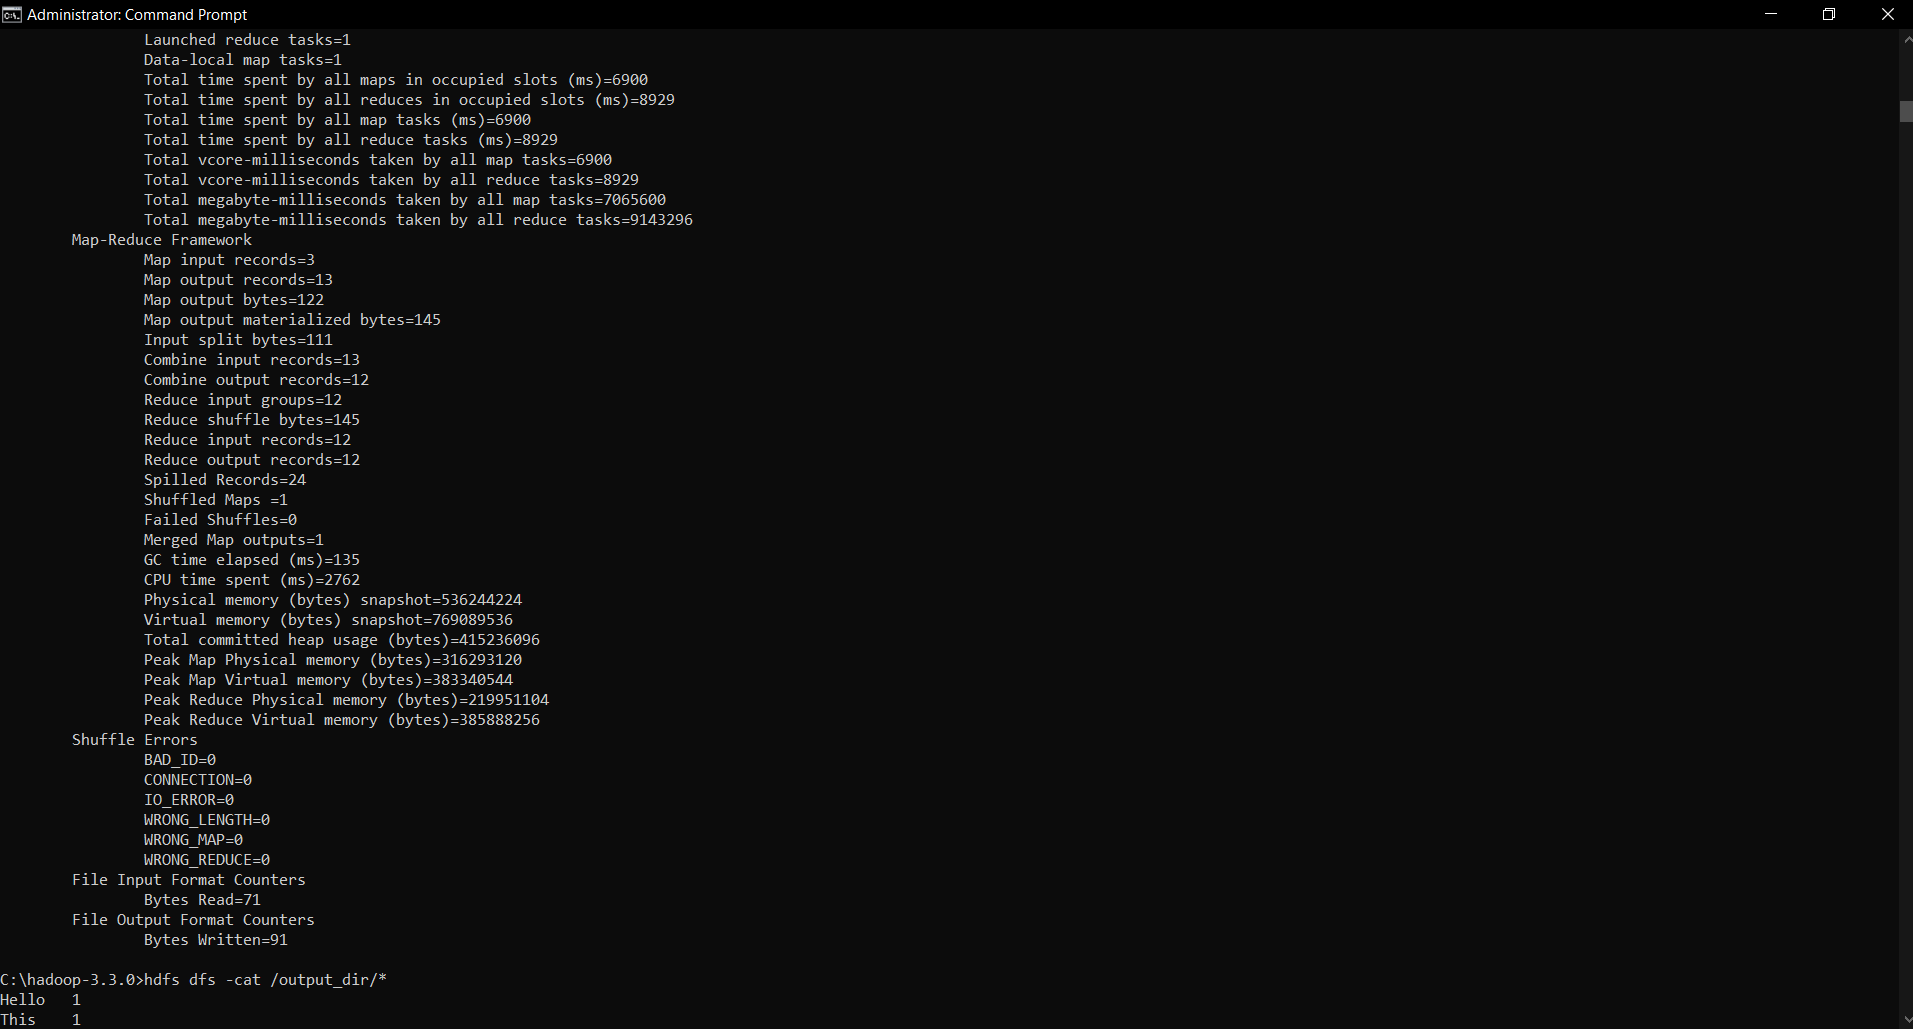 Administrator: Command Prompt
Launched reduce tasks=1
Data-local map tasks=1
Total time spent by all maps in occupied slots (ms)=6900
Total time spent by all reduces in occupied slots (ms)=8929
Total time spent by all map tasks (ms)=6900
Total time spent by all reduce tasks (ms)=8929
Total vcore-milliseconds taken by all map tasks=6900
Total vcore-milliseconds taken by all reduce tasks=8929
Total megabyte-milliseconds taken by all map tasks=7065600
Total megabyte-milliseconds taken by all reduce tasks=9143296
Map-Reduce Framework
Map input records=3
Map output records=13
Map output bytes=122
Map output materialized bytes=145
Input split bytes=111
Combine input records=13
Combine output records=12
Reduce input groups=12
Reduce shuffle bytes=145
Reduce input records=12
Reduce output records=12
Spilled Records=24
Shuffled Maps =1
Failed Shuffles=0
Merged Map outputs=1
GC time elapsed (ms)=135
CPU time spent (ms)=2762
Physical memory (bytes) snapshot=536244224
Virtual memory (bytes) snapshot=769089536
Total committed heap usage (bytes)=415236096
Peak Map Physical memory (bytes)=316293120
Peak Map Virtual memory (bytes)=383340544
Peak Reduce Physical memory (bytes)=219951104
Peak Reduce Virtual memory (bytes)=385888256
Shuffle Errors
BAD_ID=0
CONNECTION=0
IO_ERROR=0
WRONG_LENGTH=0
WRONG_MAP=0
WRONG_REDUCE=0
File Input Format Counters
Bytes Read=71
File Output Format Counters
Bytes Written=91
C:\hadoop-3.3.0>hdfs dfs -cat /output_dir/*
Hello 1
This 1